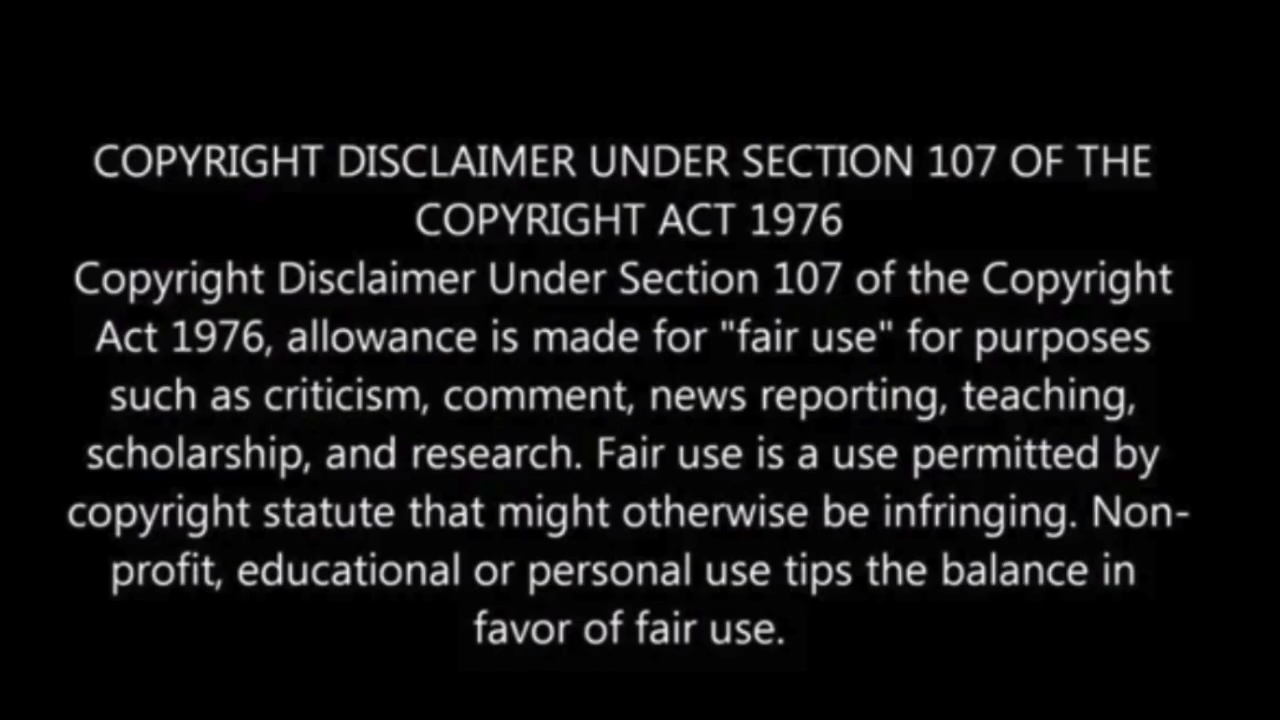 COPYRIGHT DISCLAIMER UNDER SECTION 107 OF THE
COPYRIGHT ACT 1976
Copyright Disclaimer Under Section 107 of the Copyright
Act 1976, allowance is made for "fair use" for purposes
such as criticism, comment, news reporting, teaching,
scholarship, and research. Fair use is a use permitted by
copyright statute that might otherwise be infringing. Non-
profit, educational or personal use tips the balance in
favor of fair use.